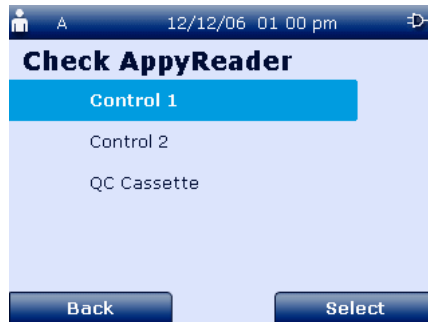 A 12/12/06 01 00 pm
Check AppyReader
Control 1
Control 2
QC Cassette
Back Select